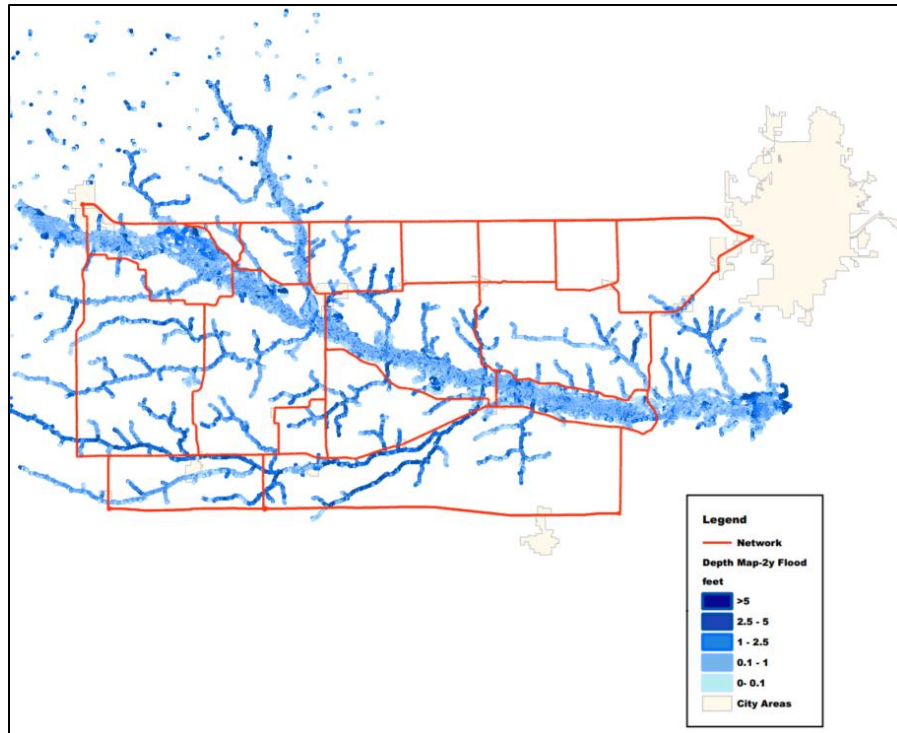 Legend
Network
Depth Map-2y Flood
feet
>5
2.5 - 5
1 - 2.5
0.1 - 1
0- 0.1
City Areas